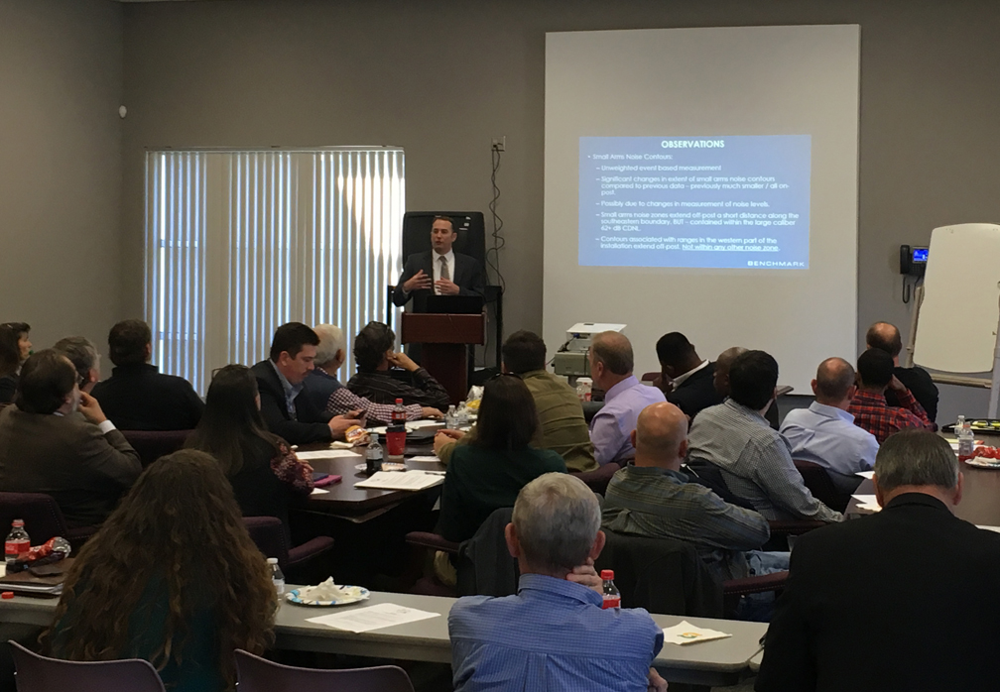 OBSERVATIONS
• Small Arms Noise Contours:
– Unweighted event based measurement
– Significant changes in extent of small arms noise contours
compared to previous data – previously much smaller / all on-
post.
– Possibly due to changes in measurement of noise levels.
– Small arms noise zones extend off-post a short distance along the
southeastern boundary, BUT - contained within the large caliber
62+ dB CDNL.
– Contours associated with ranges in the western part of the
installation extend off-post. Not within any other noise zone.
BENCHMARK